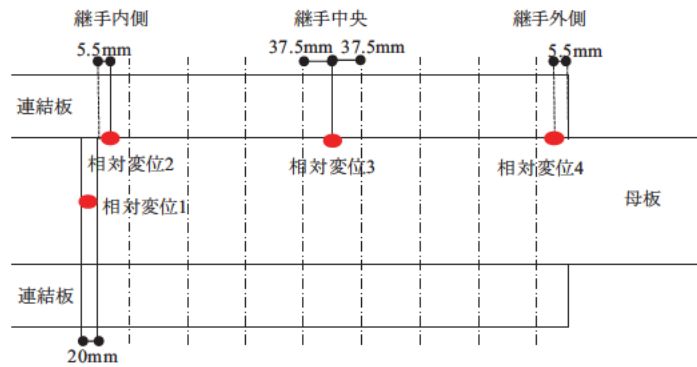 継手内側 継手中央 継手外側
5.5mm 37.5mm 37.5mm 5.5mm
連結板
相対変位2 相対変位3 相対変位4
相対変位1 母板
連結板
20mm